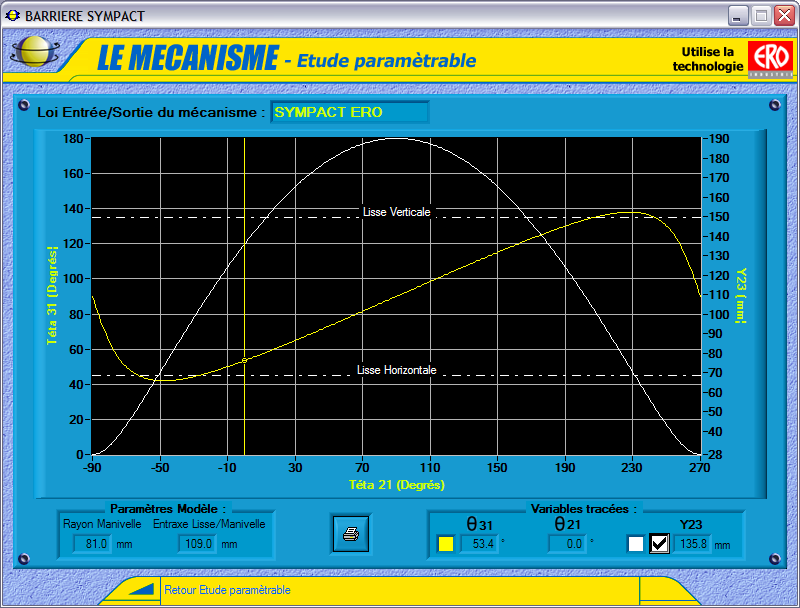 BARRIERE SYMPACT
LE MECANISME - Etude paramètrable
Utilise la
technologie
ERO
Loi Entrée/Sortie du mécanisme : SYMPACT ERO
180
160
140
120
100
80
60
40
20
0
Téta 31 (Degrés)
Lisse Verticale
Lisse Horizontale
190
180
170
160
150
140
130
120
110
100
90
80
70
60
50
40
28
Y23 (mm)
-90 -50 -10 30 70 110 150 190 230 270
Téta 21 (Degrés)
Paramètres Modèle :
Rayon Manivelle Entraxe Lisse/Manivelle
81.0 mm 109.0 mm
Variables tracées :
θ31 θ21 Y23
53.4 ° 0.0 ° 135.8 mm
Retour Etude paramètrable